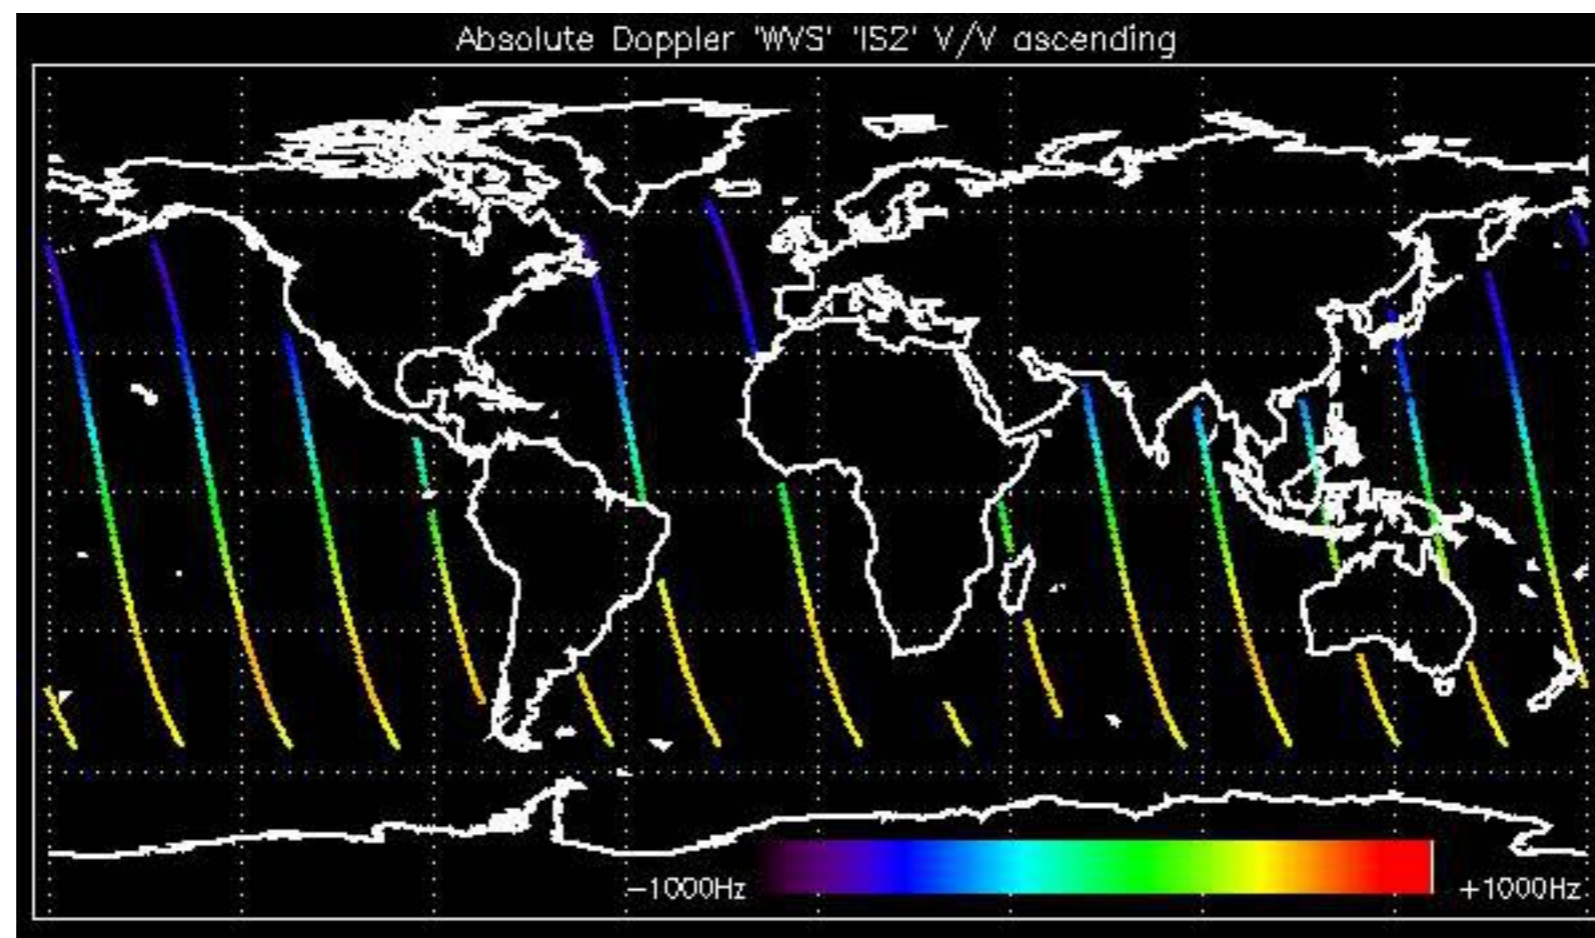 Absolute Doppler 'WVS' 'IS2' V/V ascending
−1000Hz +1000Hz